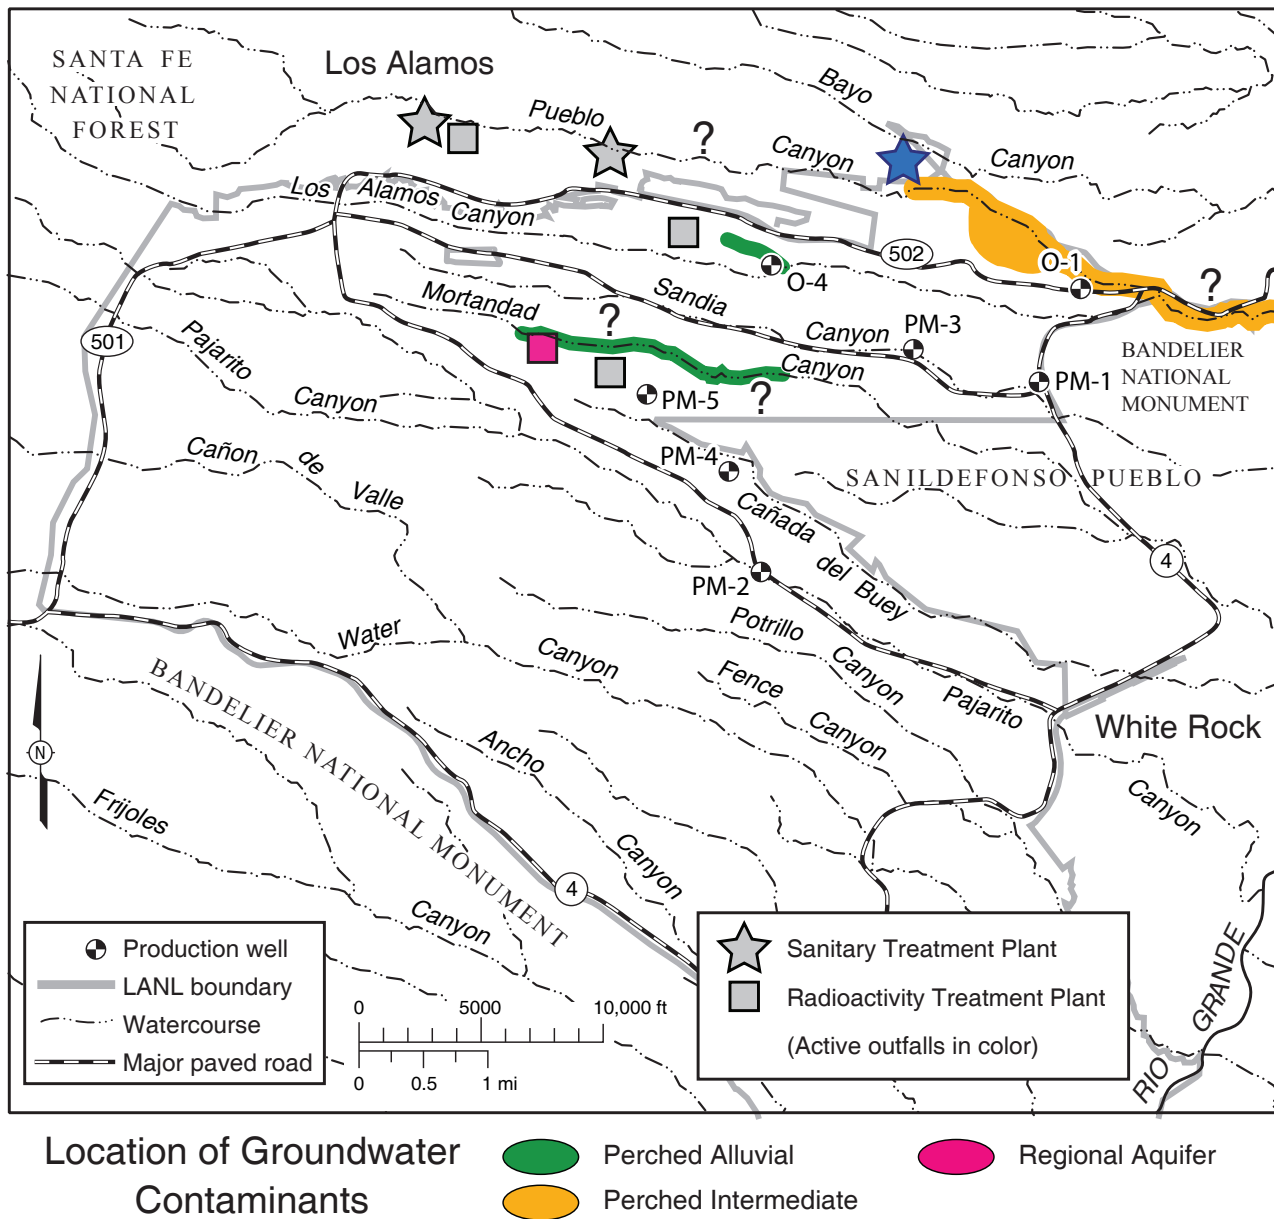 SANTA FE
NATIONAL
FOREST
Los Alamos
Bayo
Pueblo
?
Canyon
Canyon
Los
Alamos
Canyon
502
O-1
?
O-4
Sandia
Mortandad
?
Canyon
PM-3
501
Pajarito
Canyon
BANDELIER
NATIONAL
MONUMENT
PM-1
PM-5
?
Canyon
Cañon
de
Valle
PM-4
SAN ILDEFONSO PUEBLO
Cañada
del
Buey
4
PM-2
Potrillo
Canyon
Water
Canyon
Fence
Canyon
Pajarito
White Rock
Canyon
N
BANDELIER NATIONAL MONUMENT
Ancho
Canyon
Frijoles
Canyon
4
RIO GRANDE
Production well
LANL boundary
Watercourse
Major paved road
0 5000 10,000 ft
0 0.5 1 mi
Sanitary Treatment Plant
Radioactivity Treatment Plant
(Active outfalls in color)
Location of Groundwater
Contaminants
Perched Alluvial
Perched Intermediate
Regional Aquifer